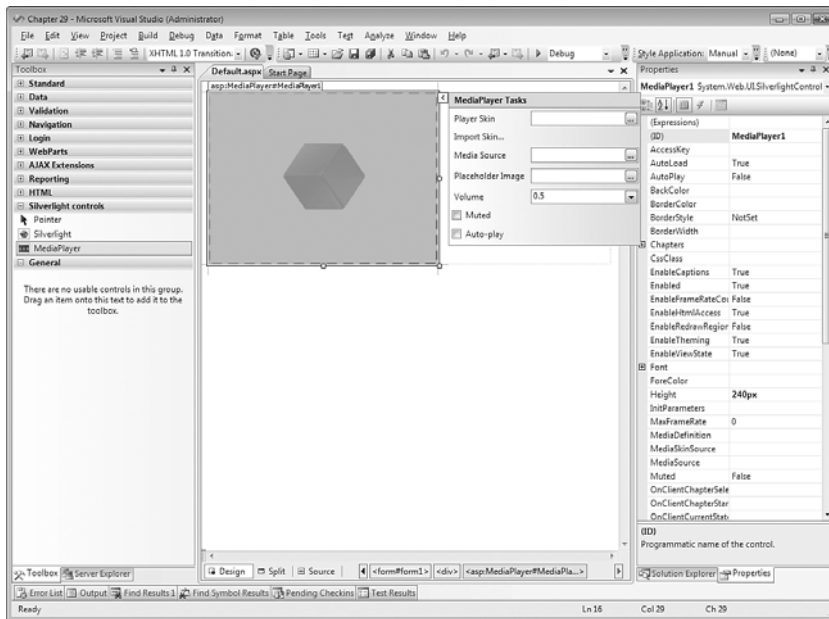 Chapter 29 - Microsoft Visual Studio (Administrator)
File Edit View Project Build Debug Data Format Table Tools Test Analyze Window Help
XHTML 1.0 Transition. Debug Style Application: Manual (None)
Toolbox
Standard
Data
Validation
Navigation
Login
WebParts
AJAX Extensions
Reporting
HTML
Silverlight controls
Pointer
Silverlight
MediaPlayer
General
There are no usable controls in this group. Drag an item onto this text to add it to the toolbox.
Toolbox Server Explorer
Default.aspx Start Page
asp:MediaPlayer#MediaPlayer1
MediaPlayer Tasks
Player Skin
Import Skin...
Media Source
Placeholder Image
Volume 0.5
Muted
Auto-play
Design Split Source <form#form1> <div> <asp:MediaPlayer#MediaPla...>
Properties
MediaPlayer1 System.Web.UI.SilverlightControl
(Expressions)
(ID) MediaPlayer1
AccessKey
AutoLoad True
AutoPlay False
BackColor
BorderColor
BorderStyle NotSet
BorderWidth
Chapters
CssClass
EnableCaptions True
Enabled True
EnableFrameRateCou False
EnableHtmlAccess True
EnableRedrawRegior False
EnableTheming True
EnableViewState True
Font
ForeColor
Height 240px
InitParameters
MaxFrameRate 0
MediaDefinition
MediaSkinSource
MediaSource
Muted False
OnClientChapterSele
OnClientChapterStar
OnClientCurrentStat
(ID)
Programmatic name of the control.
Solution Explorer Properties
Error List Output Find Results 1 Find Symbol Results Pending Checkins Test Results
Ready Ln 16 Col 29 Ch 29